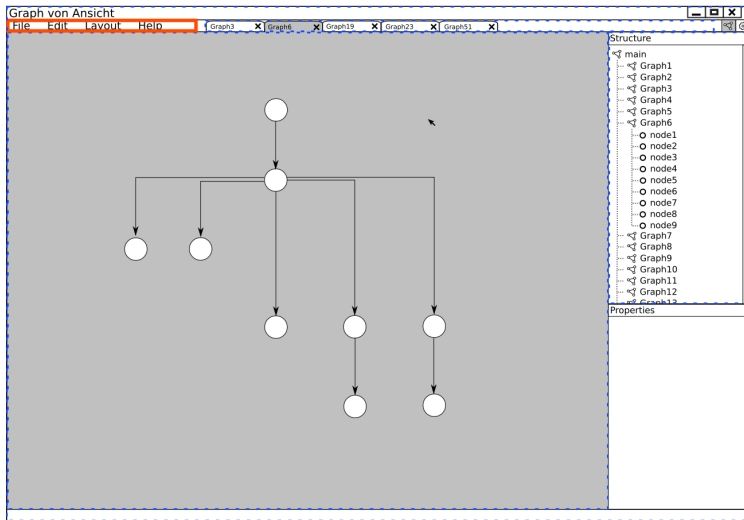 Graph von Ansicht
File Edit Layout Help
Graph3 Graph6 Graph19 Graph23 Graph51
Structure
main
Graph1
Graph2
Graph3
Graph4
Graph5
Graph6
node1
node2
node3
node4
node5
node6
node7
node8
node9
Graph7
Graph8
Graph9
Graph10
Graph11
Graph12
Graph13
Properties